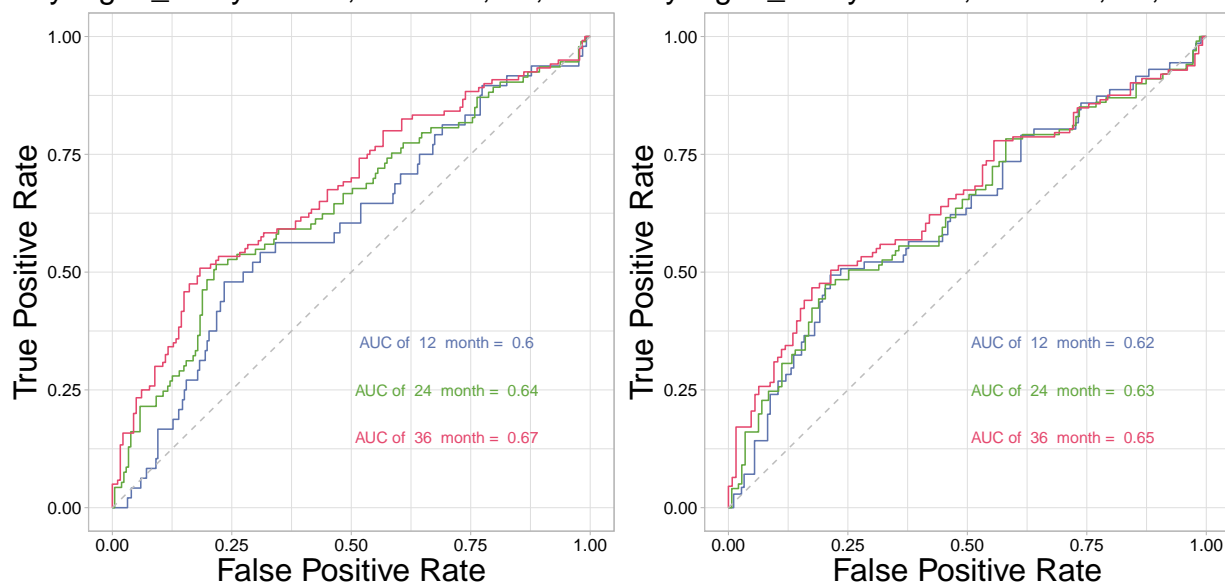 1.00
0.75
0.50
0.25
0.00
True Positive Rate
AUC of 12 month = 0.6
AUC of 24 month = 0.64
AUC of 36 month = 0.67
0.00 0.25 0.50 0.75 1.00
False Positive Rate
1.00
0.75
0.50
0.25
0.00
True Positive Rate
AUC of 12 month = 0.62
AUC of 24 month = 0.63
AUC of 36 month = 0.65
0.00 0.25 0.50 0.75 1.00
False Positive Rate